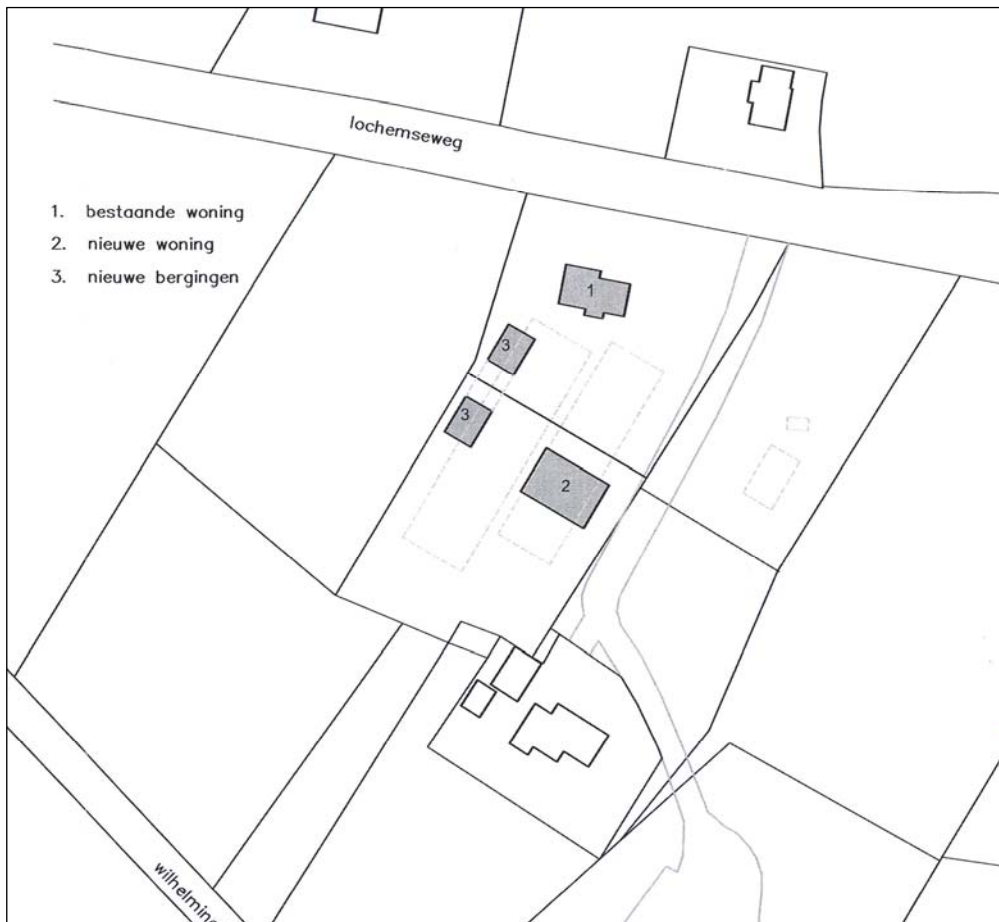 lochemseweg
1. bestaande woning
2. nieuwe woning
3. nieuwe bergingen
1
3
3
2